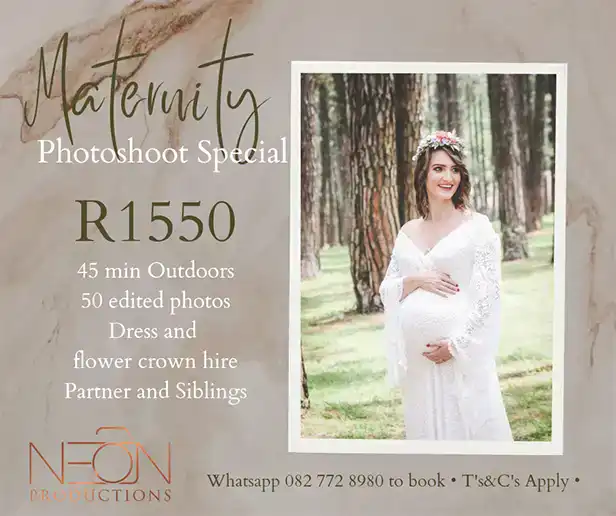 Maternity
Photoshoot Special
R1550
45 min Outdoors
50 edited photos
Dress and
flower crown hire
Partner and Siblings
NEON
PRODUCTIONS
Whatsapp 082 772 8980 to book • T's&C's Apply •